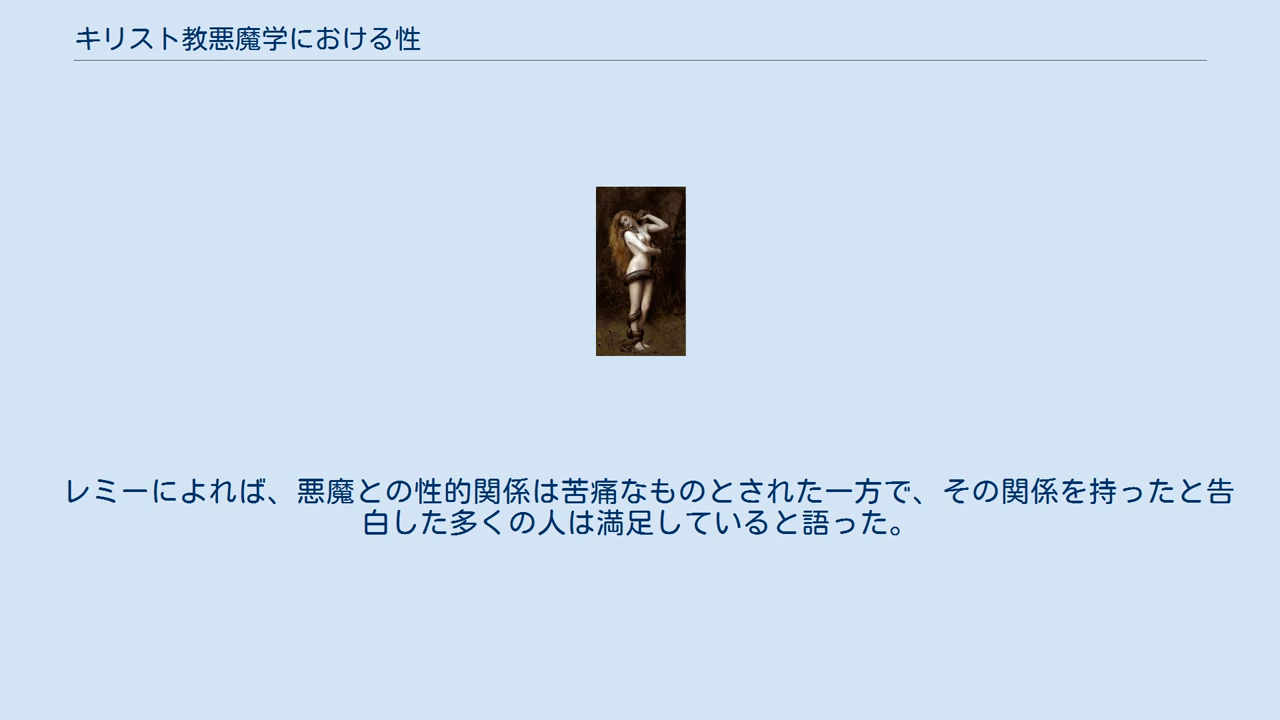 キリスト教悪魔学における性
レミーによれば、悪魔との性的関係は苦痛なものとされた一方で、その関係を持ったと告
白した多くの人は満足していると語った。